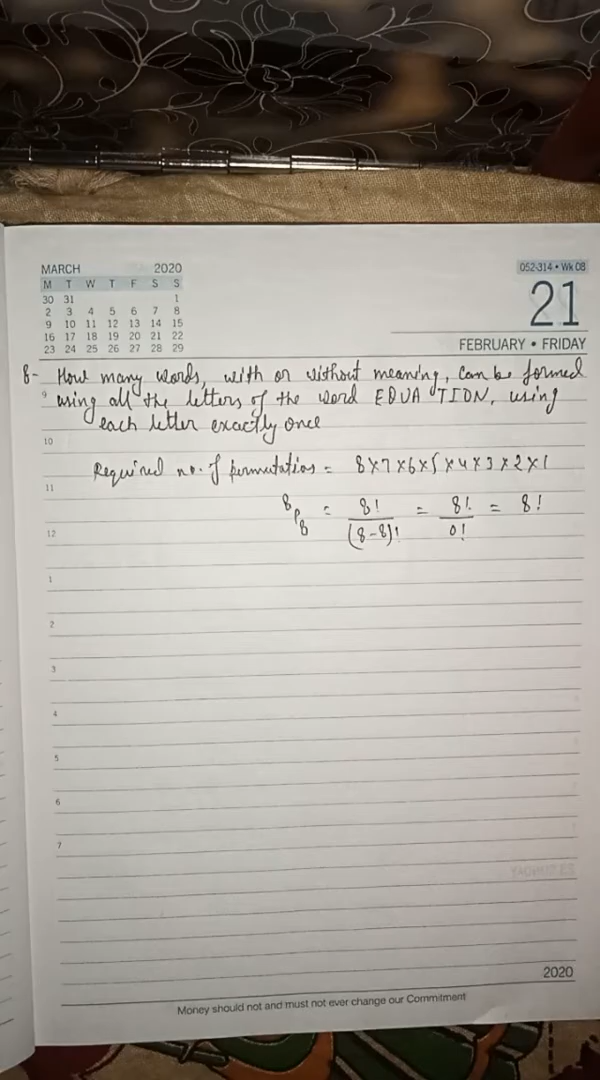 MARCH 2020
M T W T F S S
30 31 1
2 3 4 5 6 7 8
9 10 11 12 13 14 15
16 17 18 19 20 21 22
23 24 25 26 27 28 29
052-314 • Wk 08
21
FEBRUARY • FRIDAY
8- How many words, with or without meaning, can be formed
9 using all the letters of the word EQUATION, using
each letter exactly once
10
Required no. of permutations = 8×7×6×5×4×3×2×1
11
⁸P₈ = 8!/(8-8)! = 8!/0! = 8!
12
1
2
3
4
5
6
7
2020
Money should not and must not ever change our Commitment